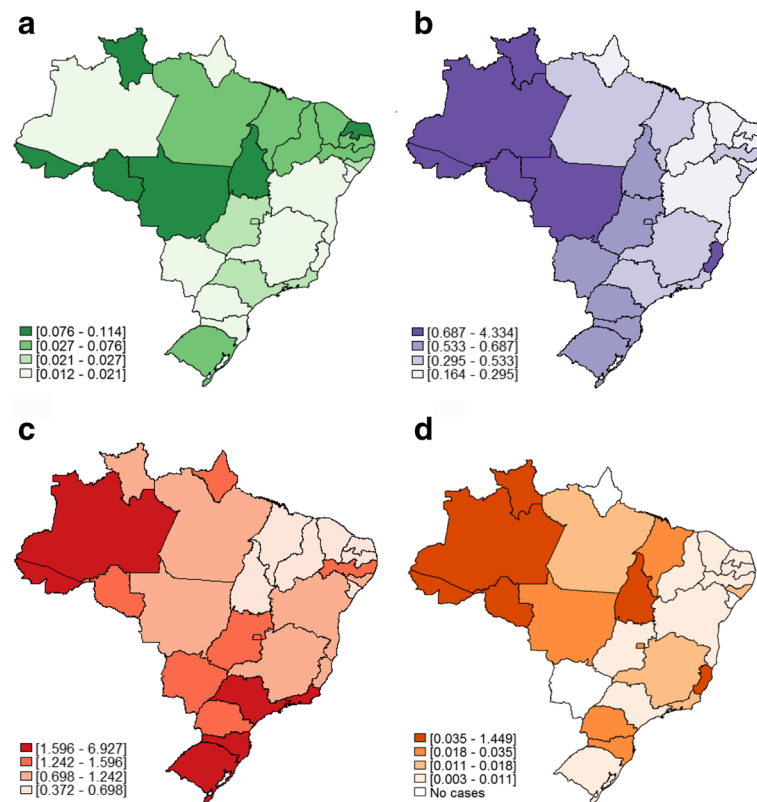 a
b
[0.076 - 0.114]
[0.027 - 0.076]
[0.021 - 0.027]
[0.012 - 0.021]
[0.687 - 4.334]
[0.533 - 0.687]
[0.295 - 0.533]
[0.164 - 0.295]
c
d
[1.596 - 6.927]
[1.242 - 1.596]
[0.698 - 1.242]
[0.372 - 0.698]
[0.035 - 1.449]
[0.018 - 0.035]
[0.011 - 0.018]
[0.003 - 0.011]
No cases